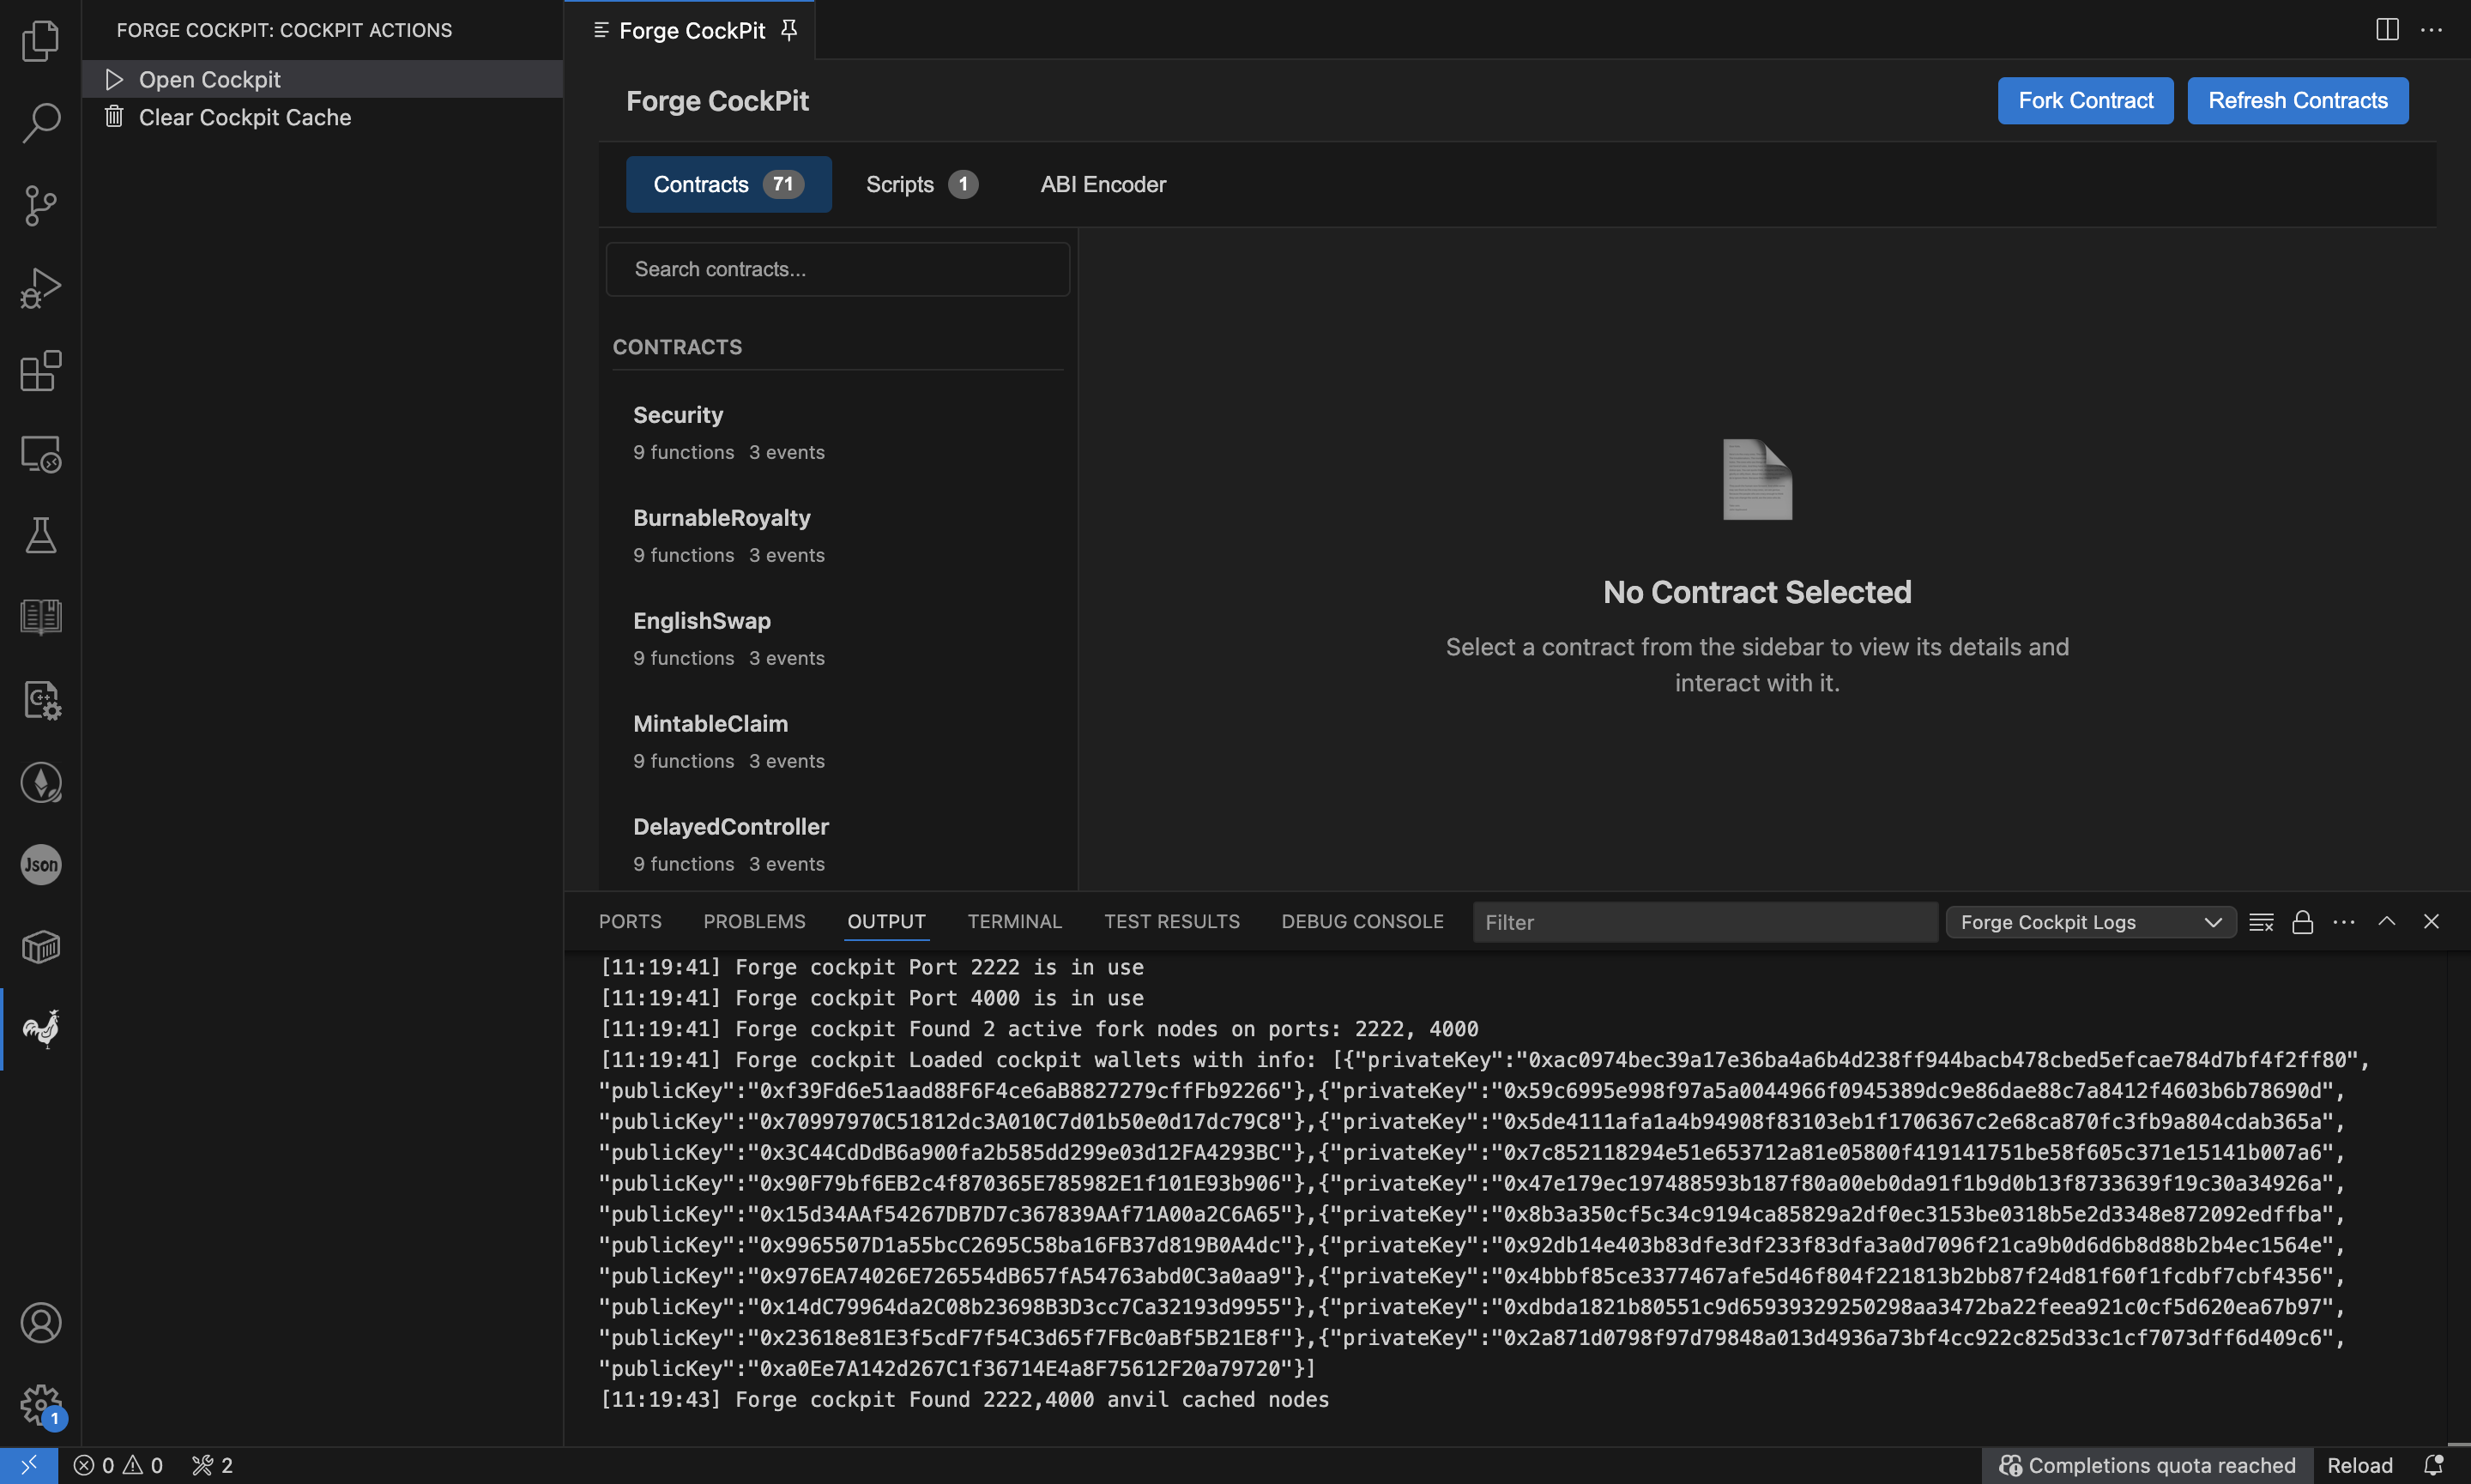 FORGE COCKPIT: COCKPIT ACTIONS
Open Cockpit
Clear Cockpit Cache
Forge CockPit
Forge CockPit
Fork Contract
Refresh Contracts
Contracts 71
Scripts 1
ABI Encoder
Search contracts...
CONTRACTS
Security
9 functions 3 events
BurnableRoyalty
9 functions 3 events
EnglishSwap
9 functions 3 events
MintableClaim
9 functions 3 events
DelayedController
9 functions 3 events
No Contract Selected
Select a contract from the sidebar to view its details and
interact with it.
C++
Json
PORTS PROBLEMS OUTPUT TERMINAL TEST RESULTS DEBUG CONSOLE Filter Forge Cockpit Logs
[11:19:41] Forge cockpit Port 2222 is in use
[11:19:41] Forge cockpit Port 4000 is in use
[11:19:41] Forge cockpit Found 2 active fork nodes on ports: 2222, 4000
[11:19:41] Forge cockpit Loaded cockpit wallets with info: [{"privateKey":"0xac0974bec39a17e36ba4a6b4d238ff944bacb478cbed5efcae784d7bf4f2ff80",
"publicKey":"0xf39Fd6e51aad88F6F4ce6aB8827279cffFb92266"},{"privateKey":"0x59c6995e998f97a5a0044966f0945389dc9e86dae88c7a8412f4603b6b78690d",
"publicKey":"0x70997970C51812dc3A010C7d01b50e0d17dc79C8"},{"privateKey":"0x5de4111afa1a4b94908f83103eb1f1706367c2e68ca870fc3fb9a804cdab365a",
"publicKey":"0x3C44CdDdB6a900fa2b585dd299e03d12FA4293BC"},{"privateKey":"0x7c852118294e51e653712a81e05800f419141751be58f605c371e15141b007a6",
"publicKey":"0x90F79bf6EB2c4f870365E785982E1f101E93b906"},{"privateKey":"0x47e179ec197488593b187f80a00eb0da91f1b9d0b13f8733639f19c30a34926a",
"publicKey":"0x15d34AAf54267DB7D7c367839AAf71A00a2C6A65"},{"privateKey":"0x8b3a350cf5c34c9194ca85829a2df0ec3153be0318b5e2d3348e872092edffba",
"publicKey":"0x9965507D1a55bcC2695C58ba16FB37d819B0A4dc"},{"privateKey":"0x92db14e403b83dfe3df233f83dfa3a0d7096f21ca9b0d6d6b8d88b2b4ec1564e",
"publicKey":"0x976EA74026E726554dB657fA54763abd0C3a0aa9"},{"privateKey":"0x4bbbf85ce3377467afe5d46f804f221813b2bb87f24d81f60f1fcdbf7cbf4356",
"publicKey":"0x14dC79964da2C08b23698B3D3cc7Ca32193d9955"},{"privateKey":"0xdbda1821b80551c9d65939329250298aa3472ba22feea921c0cf5d620ea67b97",
"publicKey":"0x23618e81E3f5cdF7f54C3d65f7FBc0aBf5B21E8f"},{"privateKey":"0x2a871d0798f97d79848a013d4936a73bf4cc922c825d33c1cf7073dff6d409c6",
"publicKey":"0xa0Ee7A142d267C1f36714E4a8F75612F20a79720"}]
[11:19:43] Forge cockpit Found 2222,4000 anvil cached nodes
1
0 0 2
Completions quota reached Reload